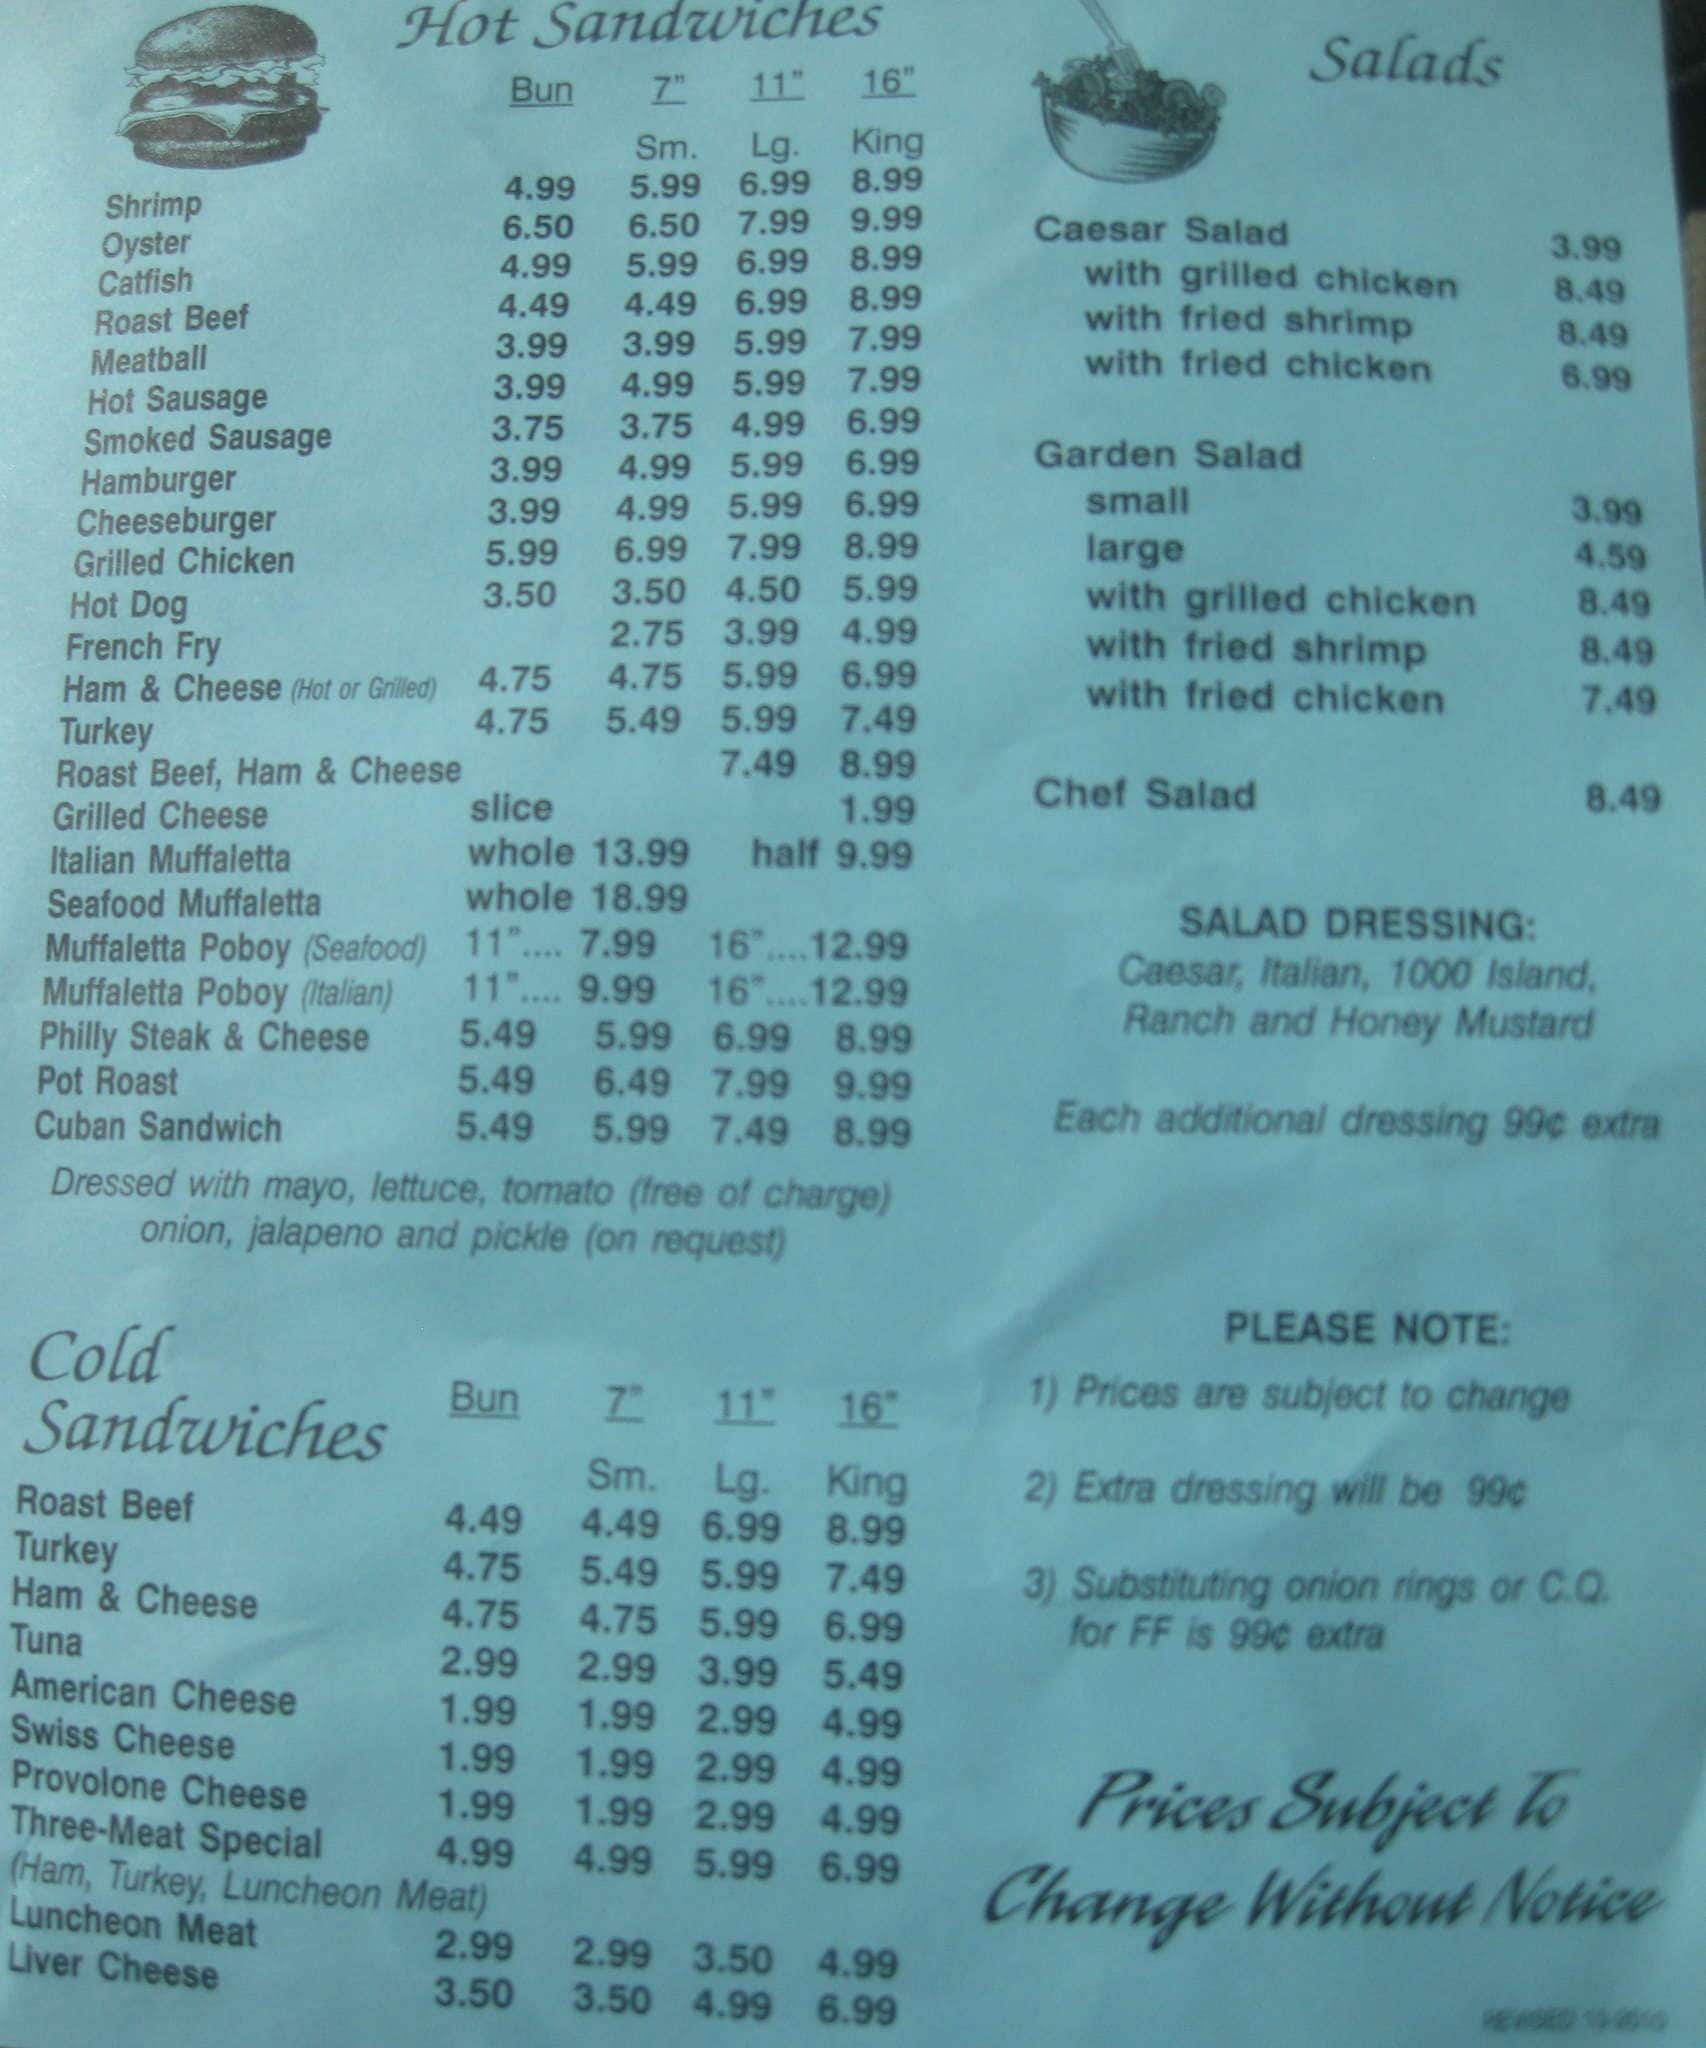 Hot Sandwiches
Bun 7" 11" 16"
Sm. Lg. King
Shrimp 4.99 5.99 6.99 8.99
Oyster 6.50 6.50 7.99 9.99
Catfish 4.99 5.99 6.99 8.99
Roast Beef 4.49 4.49 6.99 8.99
Meatball 3.99 3.99 5.99 7.99
Hot Sausage 3.99 4.99 5.99 7.99
Smoked Sausage 3.75 3.75 4.99 6.99
Hamburger 3.99 4.99 5.99 6.99
Cheeseburger 3.99 4.99 5.99 6.99
Grilled Chicken 5.99 6.99 7.99 8.99
Hot Dog 3.50 3.50 4.50 5.99
French Fry 2.75 3.99 4.99
Ham & Cheese (Hot or Grilled) 4.75 4.75 5.99 6.99
Turkey 4.75 5.49 5.99 7.49
Roast Beef, Ham & Cheese 7.49 8.99
Grilled Cheese slice 1.99
Italian Muffaletta whole 13.99 half 9.99
Seafood Muffaletta whole 18.99
Muffaletta Poboy (Seafood) 11".... 7.99 16"....12.99
Muffaletta Poboy (Italian) 11".... 9.99 16"....12.99
Philly Steak & Cheese 5.49 5.99 6.99 8.99
Pot Roast 5.49 6.49 7.99 9.99
Cuban Sandwich 5.49 5.99 7.49 8.99
Dressed with mayo, lettuce, tomato (free of charge)
onion, jalapeno and pickle (on request)
Cold
Sandwiches
Bun 7" 11" 16"
Sm. Lg. King
Roast Beef 4.49 4.49 6.99 8.99
Turkey 4.75 5.49 5.99 7.49
Ham & Cheese 4.75 4.75 5.99 6.99
Tuna 2.99 2.99 3.99 5.49
American Cheese 1.99 1.99 2.99 4.99
Swiss Cheese 1.99 1.99 2.99 4.99
Provolone Cheese 1.99 1.99 2.99 4.99
Three-Meat Special 4.99 4.99 5.99 6.99
(Ham, Turkey, Luncheon Meat)
Luncheon Meat 2.99 2.99 3.50 4.99
Liver Cheese 3.50 3.50 4.99 6.99
Salads
Caesar Salad 3.99
with grilled chicken 8.49
with fried shrimp 8.49
with fried chicken 6.99
Garden Salad
small 3.99
large 4.59
with grilled chicken 8.49
with fried shrimp 8.49
with fried chicken 7.49
Chef Salad 8.49
SALAD DRESSING:
Caesar, Italian, 1000 Island,
Ranch and Honey Mustard
Each additional dressing 99¢ extra
PLEASE NOTE:
1) Prices are subject to change
2) Extra dressing will be 99¢
3) Substituting onion rings or C.Q.
for FF is 99¢ extra
Prices Subject To
Change Without Notice
REVISED